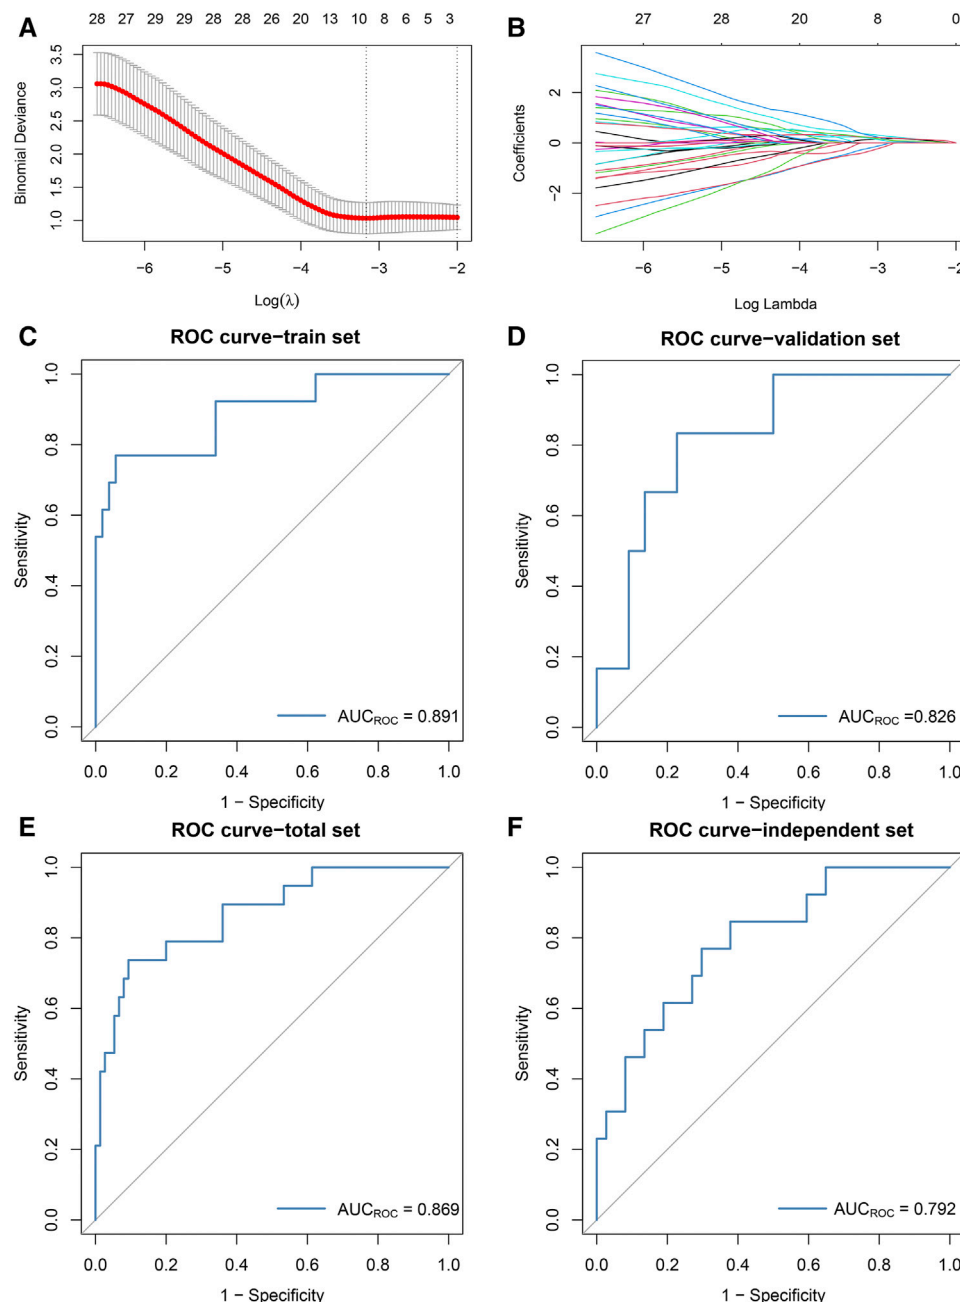 A
28 27 29 29 28 28 26 20 13 10 8 6 5 3
Binomial Deviance
3.5
3.0
2.5
2.0
1.5
1.0
−6 −5 −4 −3 −2
Log(λ)
B
27 28 20 8 0
Coefficients
2
0
−2
−6 −5 −4 −3 −2
Log Lambda
C
ROC curve−train set
Sensitivity
1.0
0.8
0.6
0.4
0.2
0.0
AUCROC = 0.891
0.0 0.2 0.4 0.6 0.8 1.0
1 − Specificity
D
ROC curve−validation set
Sensitivity
1.0
0.8
0.6
0.4
0.2
0.0
AUCROC =0.826
0.0 0.2 0.4 0.6 0.8 1.0
1 − Specificity
E
ROC curve−total set
Sensitivity
1.0
0.8
0.6
0.4
0.2
0.0
AUCROC = 0.869
0.0 0.2 0.4 0.6 0.8 1.0
1 − Specificity
F
ROC curve−independent set
Sensitivity
1.0
0.8
0.6
0.4
0.2
0.0
AUCROC = 0.792
0.0 0.2 0.4 0.6 0.8 1.0
1 − Specificity